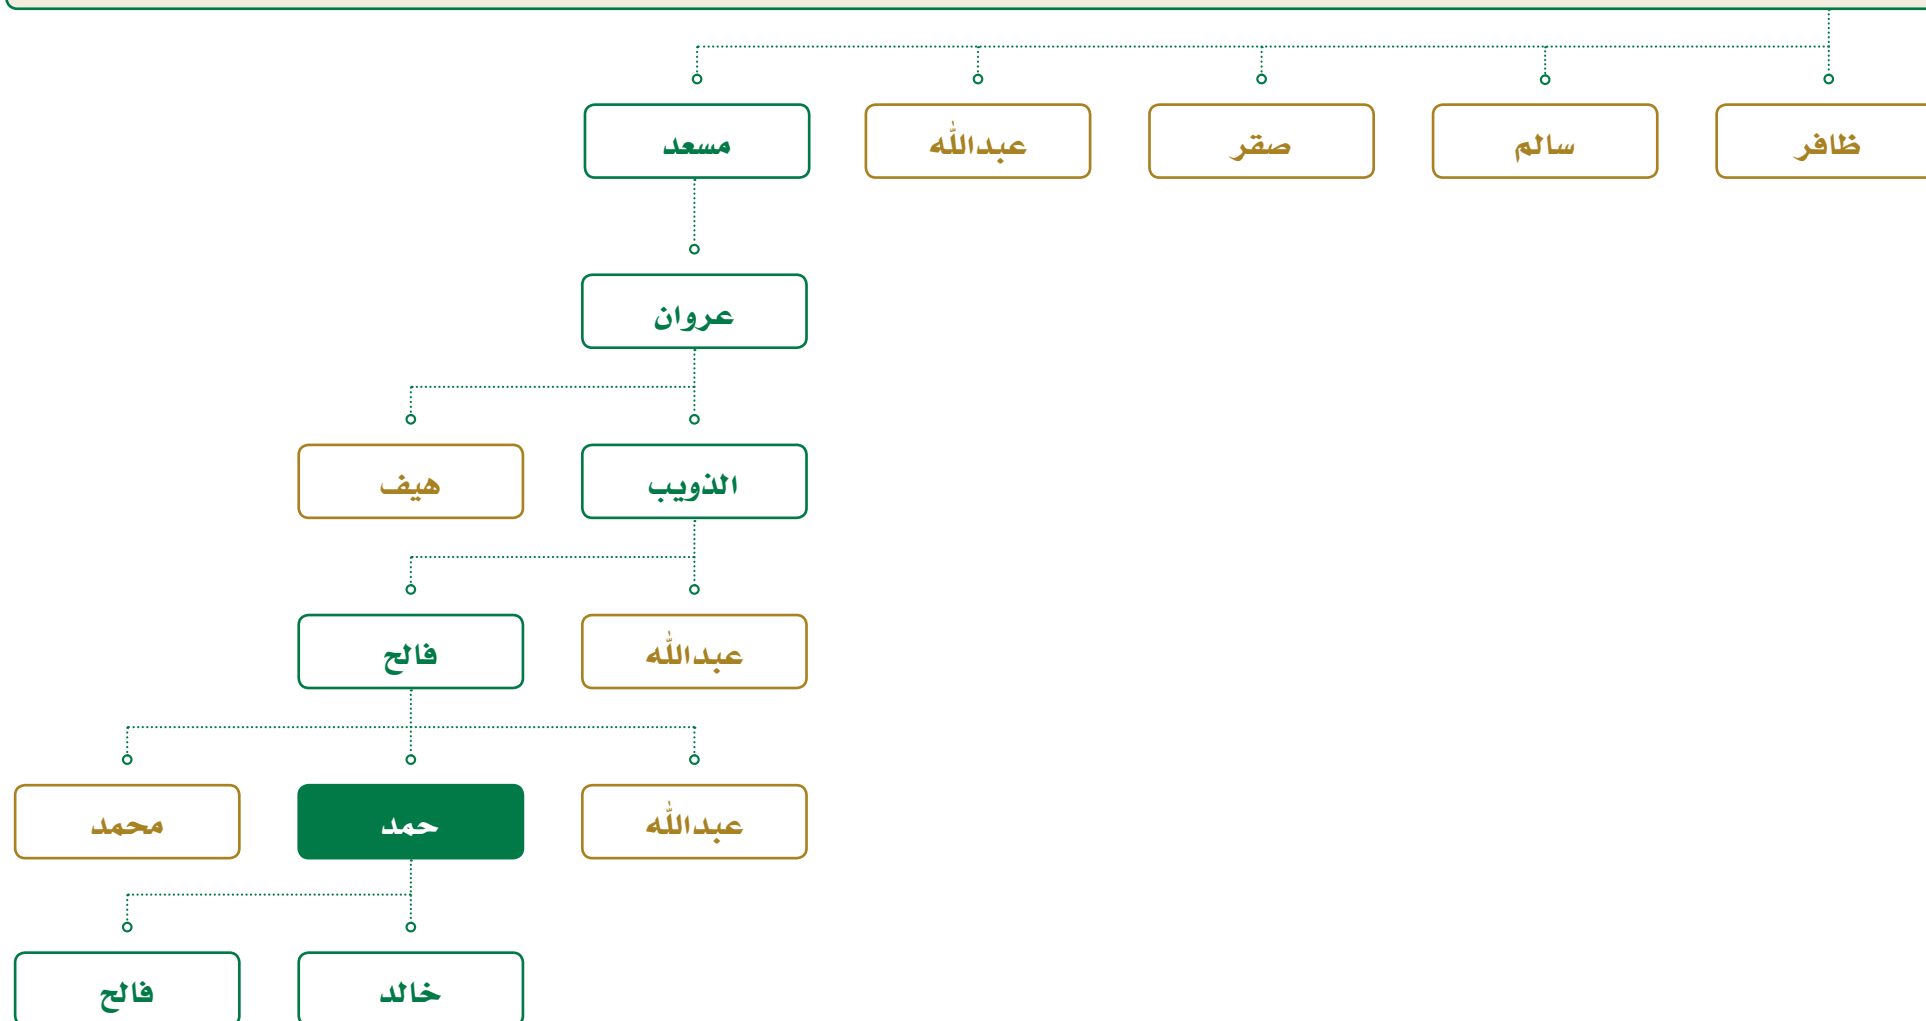 ظافر
سالم
صقر
عبدالله
مسعد
عروان
الذويب
هيف
عبدالله
فالح
عبدالله
حمد
محمد
خالد
فالح